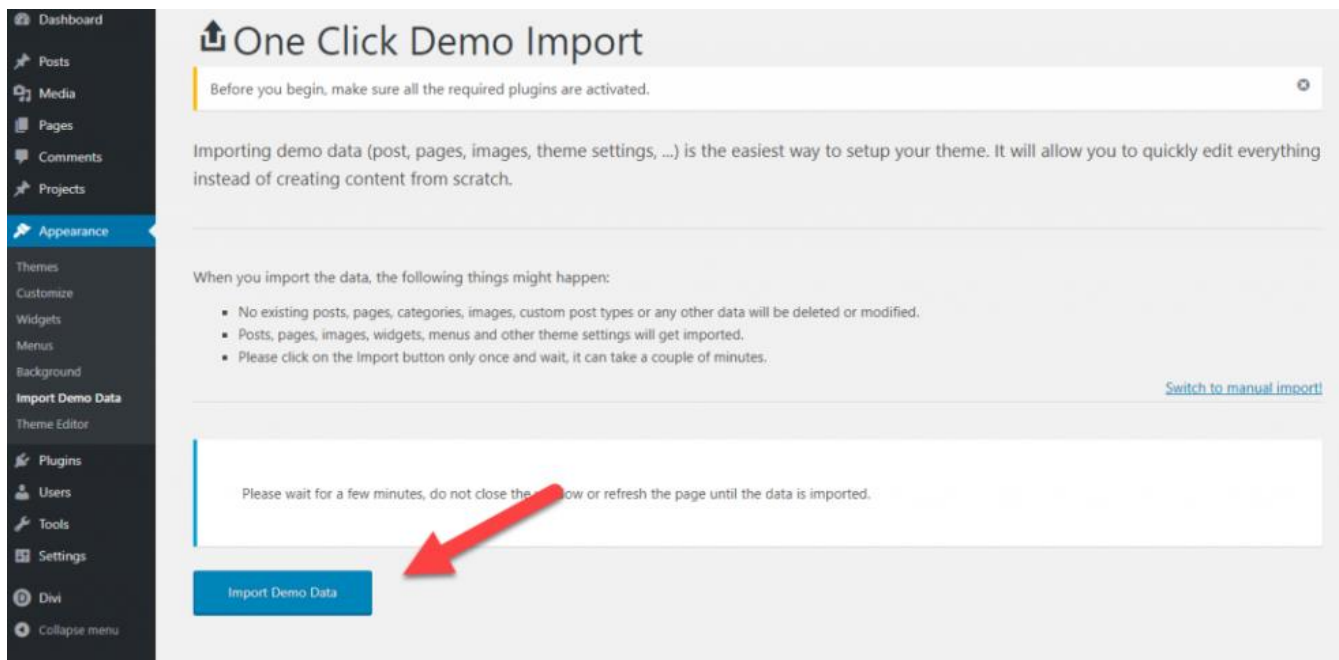 Dashboard
Posts
Media
Pages
Comments
Projects
Appearance
Themes
Customize
Widgets
Menus
Background
Import Demo Data
Theme Editor
Plugins
Users
Tools
Settings
Divi
Collapse menu
One Click Demo Import
Before you begin, make sure all the required plugins are activated.
Importing demo data (post, pages, images, theme settings, ...) is the easiest way to setup your theme. It will allow you to quickly edit everything
instead of creating content from scratch.
When you import the data, the following things might happen:
No existing posts, pages, categories, images, custom post types or any other data will be deleted or modified.
Posts, pages, images, widgets, menus and other theme settings will get imported.
Please click on the Import button only once and wait, it can take a couple of minutes.
Switch to manual import!
Please wait for a few minutes, do not close the or refresh the page until the data is imported.
Import Demo Data